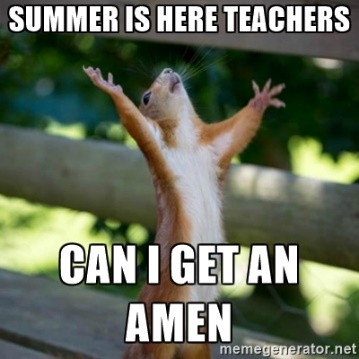 SUMMER IS HERE TEACHERS
CAN I GET AN
AMEN
memegenerator.net